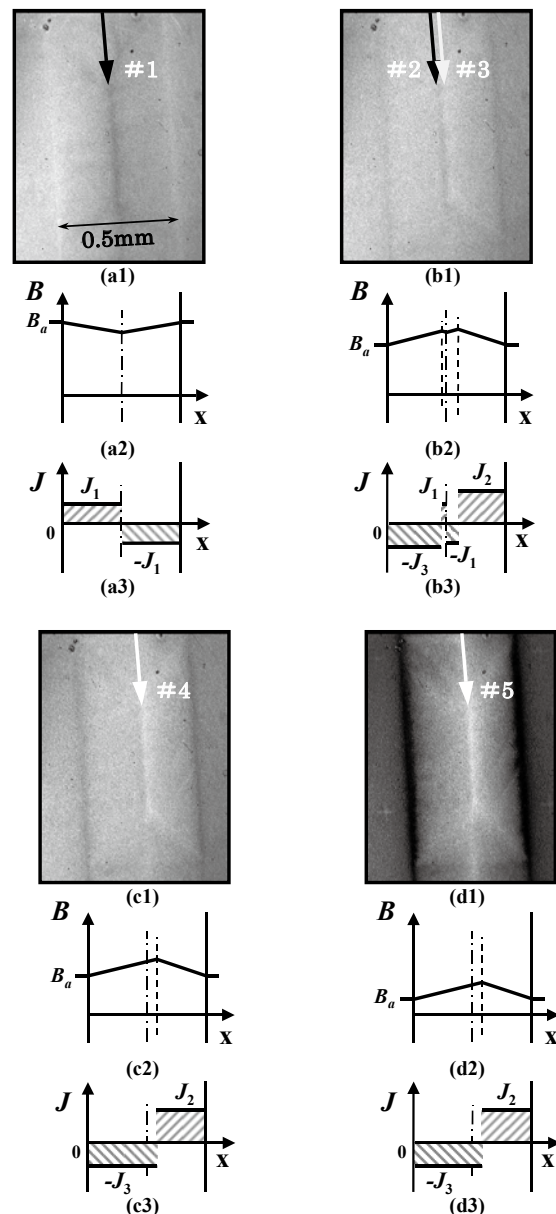 #1
0.5mm
(a1)
#2 #3
(b1)
B
B_a
x
(a2)
B
B_a
x
(b2)
J
J_1
0
x
-J_1
(a3)
J
J_1
J_2
0
x
-J_3
-J_1
(b3)
#4
(c1)
#5
(d1)
B
B_a
x
(c2)
B
B_a
x
(d2)
J
J_2
0
x
-J_3
(c3)
J
J_2
0
x
-J_3
(d3)